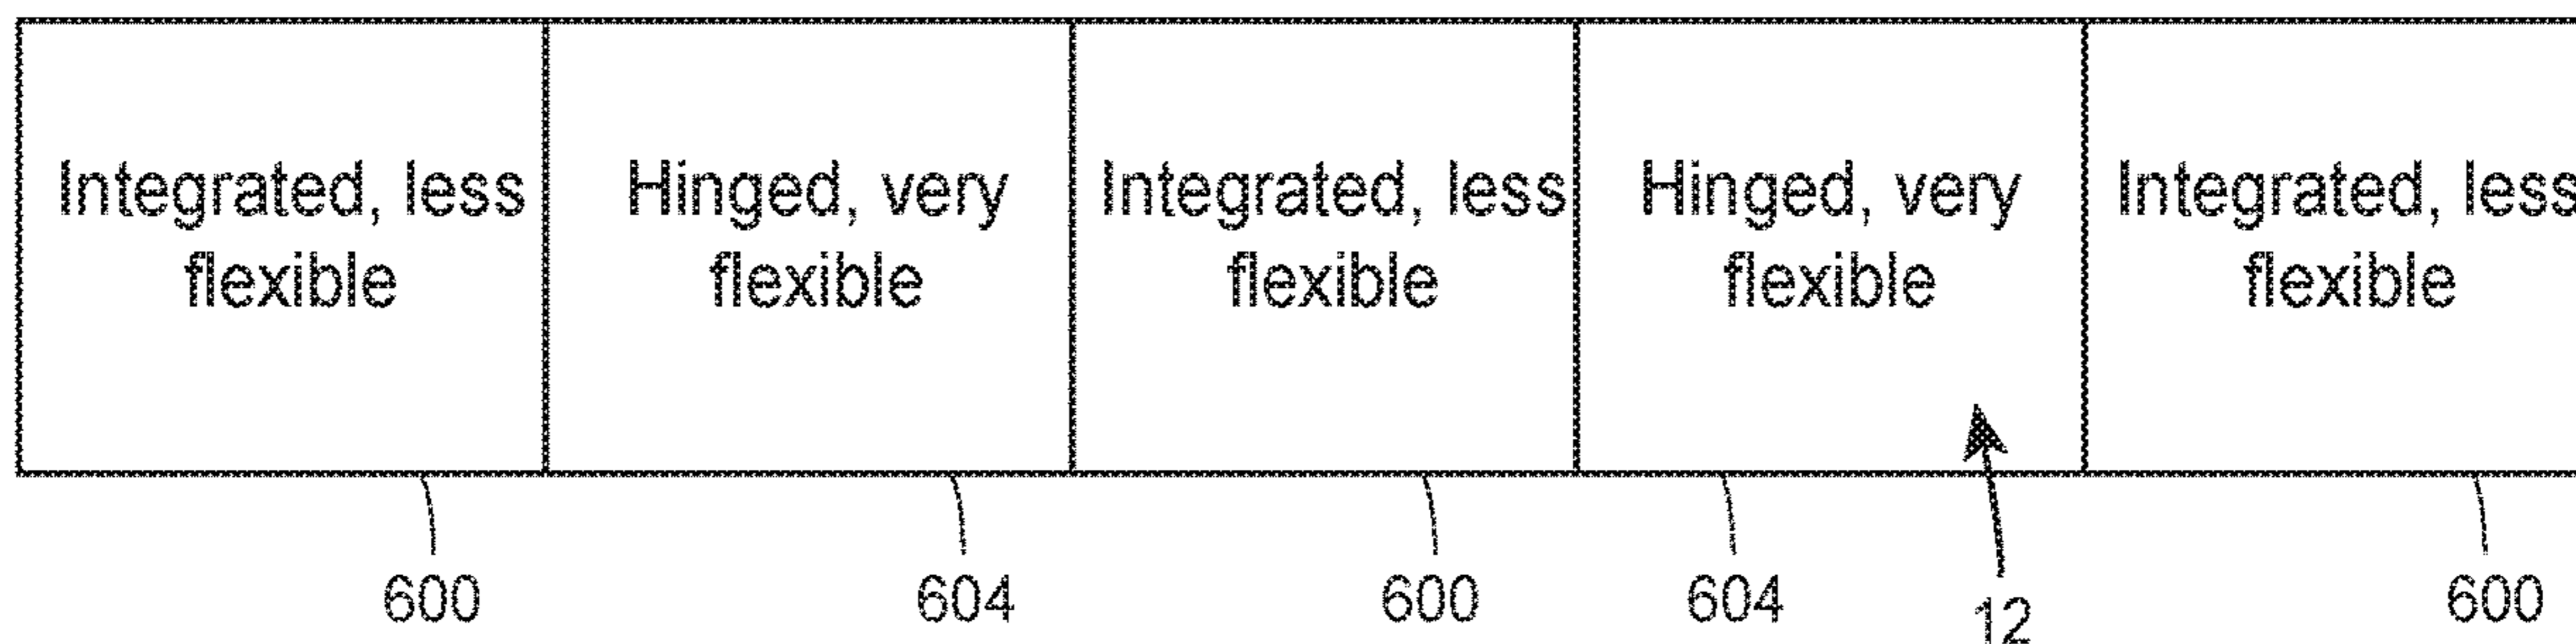 Integrated, less
flexible
Hinged, very
flexible
Integrated, less
flexible
Hinged, very
flexible
Integrated, less
flexible
600
604
600
604
12
600